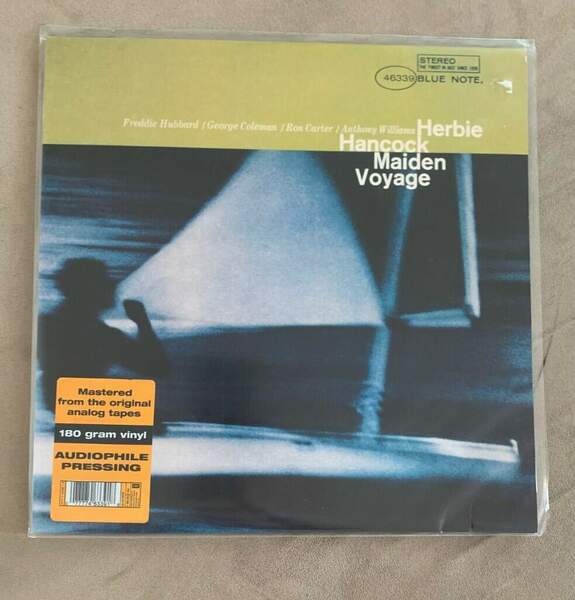 STEREO
THE FINEST IN JAZZ SINCE 1939
46339 BLUE NOTE
Freddie Hubbard / George Coleman / Ron Carter / Anthony Williams Herbie
Hancock
Maiden
Voyage
Mastered
from the original
analog tapes
180 gram vinyl
AUDIOPHILE
PRESSING